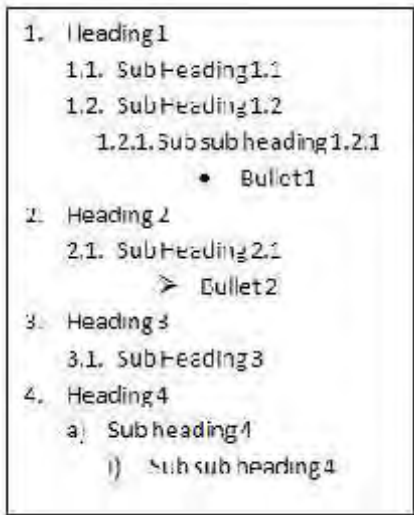 1. Heading 1
1.1. Sub Heading 1.1
1.2. Sub Heading 1.2
1.2.1. Sub sub heading 1.2.1
• Bullet 1
2. Heading 2
2.1. Sub Heading 2.1
➢ Bullet 2
3. Heading 3
3.1. Sub Heading 3
4. Heading 4
a) Sub heading 4
i) Sub sub heading 4